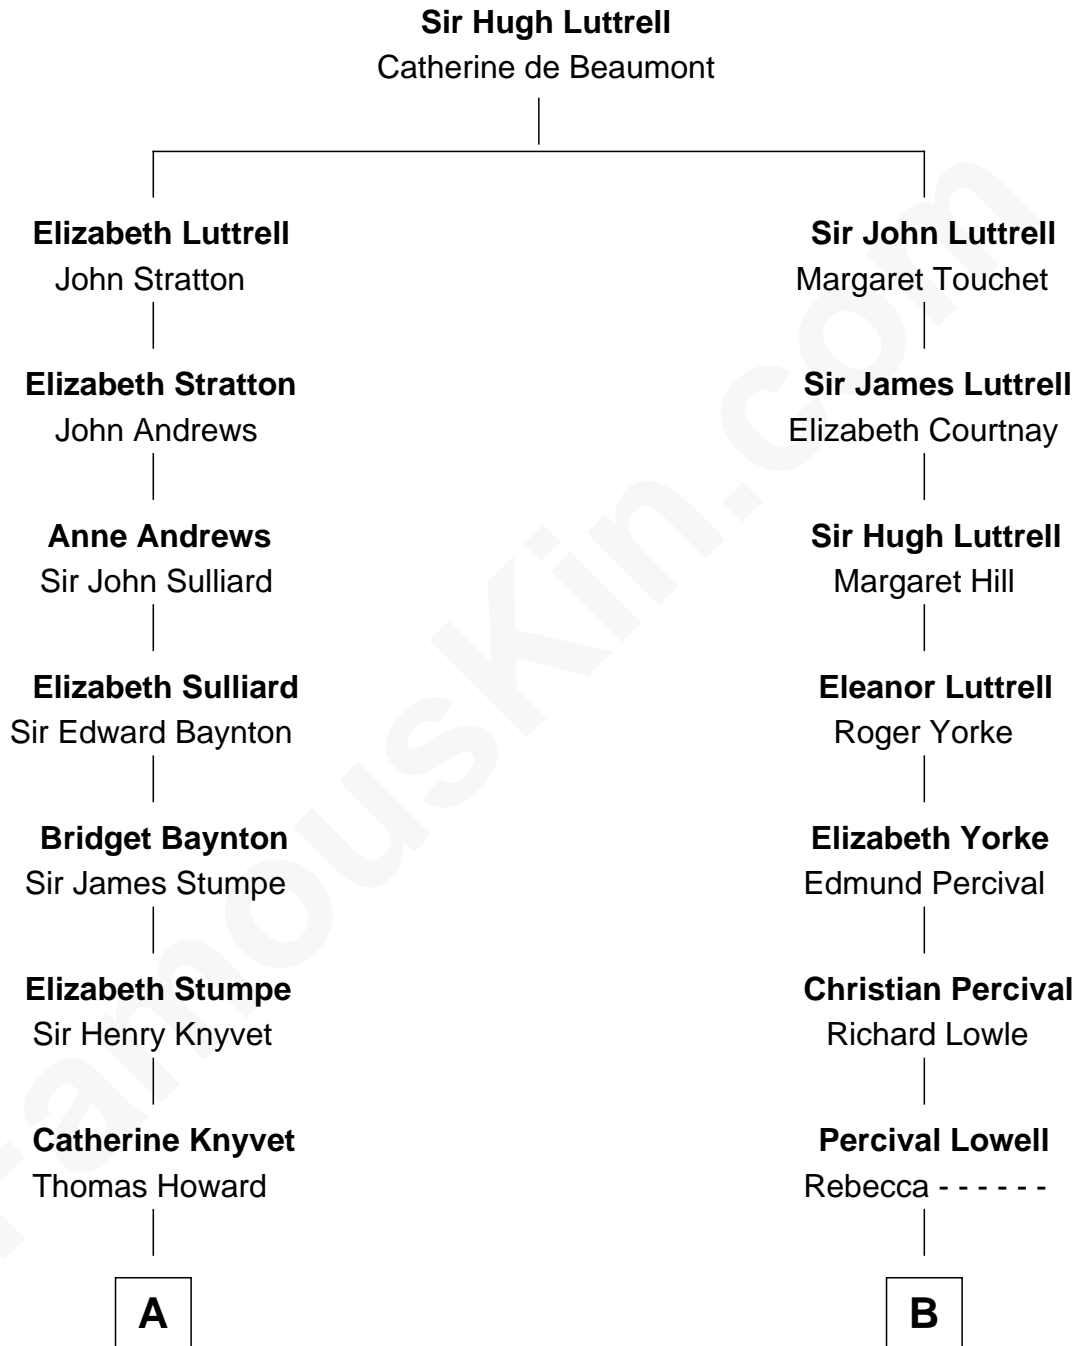 Sir Hugh Luttrell
Catherine de Beaumont
Elizabeth Luttrell
John Stratton
Elizabeth Stratton
John Andrews
Anne Andrews
Sir John Sulliard
Elizabeth Sulliard
Sir Edward Baynton
Bridget Baynton
Sir James Stumpe
Elizabeth Stumpe
Sir Henry Knyvet
Catherine Knyvet
Thomas Howard
A
Sir John Luttrell
Margaret Touchet
Sir James Luttrell
Elizabeth Courtnay
Sir Hugh Luttrell
Margaret Hill
Eleanor Luttrell
Roger Yorke
Elizabeth Yorke
Edmund Percival
Christian Percival
Richard Lowle
Percival Lowell
Rebecca - - - - - -
B
FamousKin.com